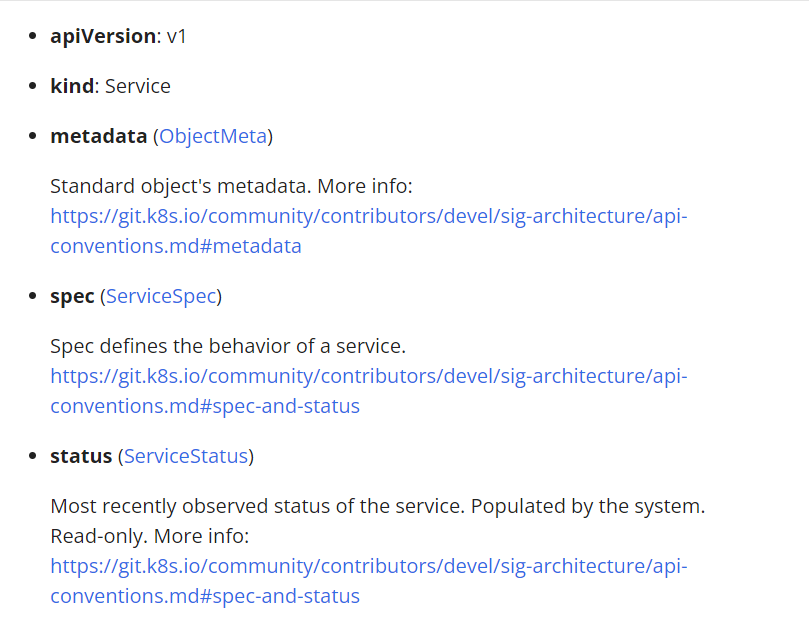 apiVersion: v1
kind: Service
metadata (ObjectMeta)
Standard object's metadata. More info:
https://git.k8s.io/community/contributors/devel/sig-architecture/api-
conventions.md#metadata
spec (ServiceSpec)
Spec defines the behavior of a service.
https://git.k8s.io/community/contributors/devel/sig-architecture/api-
conventions.md#spec-and-status
status (ServiceStatus)
Most recently observed status of the service. Populated by the system.
Read-only. More info:
https://git.k8s.io/community/contributors/devel/sig-architecture/api-
conventions.md#spec-and-status